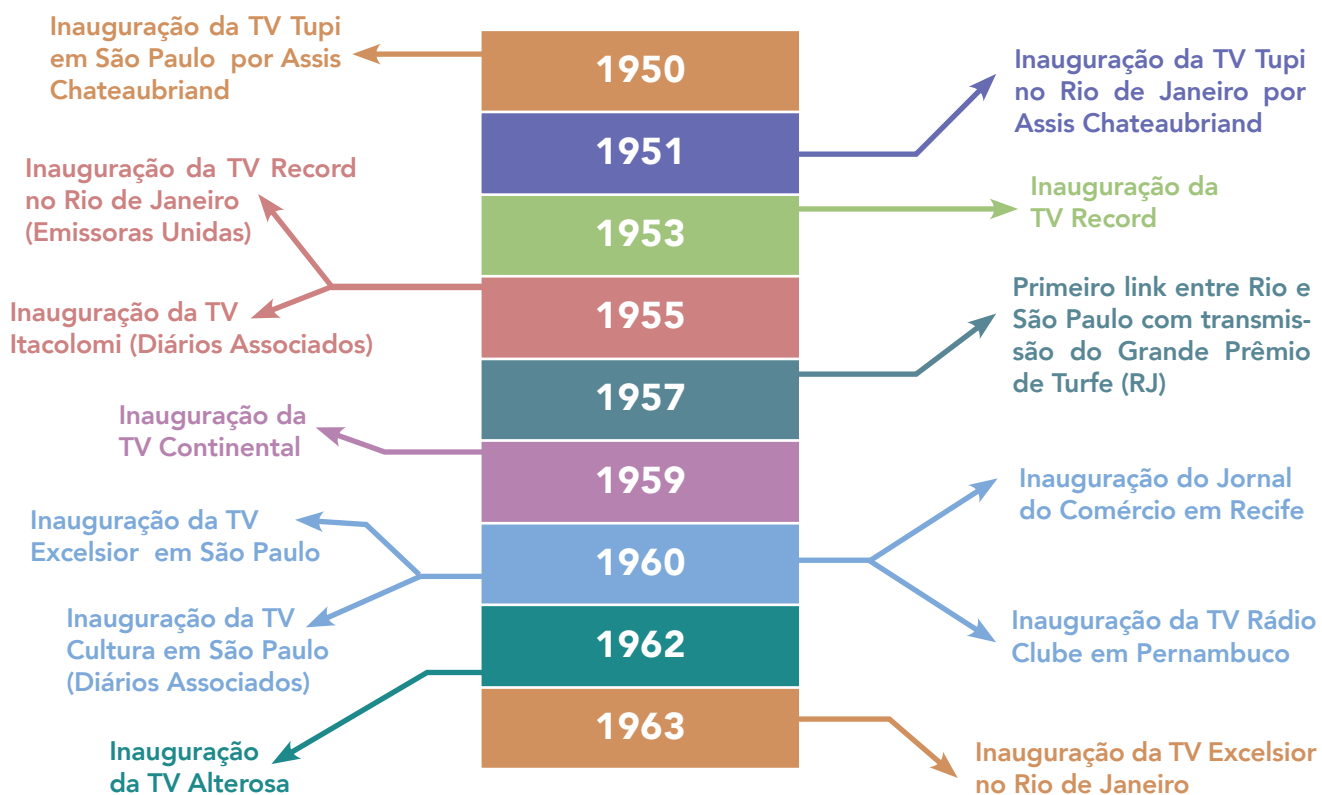 Inauguração da TV Tupi
em São Paulo por Assis
Chateaubriand
1950
Inauguração da TV Tupi
no Rio de Janeiro por
Assis Chateaubriand
1951
Inauguração da TV Record
no Rio de Janeiro
(Emissoras Unidas)
Inauguração da
TV Record
1953
Inauguração da TV
Itacolomi (Diários Associados)
1955
Primeiro link entre Rio e
São Paulo com transmis-
são do Grande Prêmio
de Turfe (RJ)
1957
Inauguração da
TV Continental
1959
Inauguração do Jornal
do Comércio em Recife
Inauguração da TV
Excelsior em São Paulo
1960
Inauguração da TV
Cultura em São Paulo
(Diários Associados)
Inauguração da TV Rádio
Clube em Pernambuco
1962
1963
Inauguração
da TV Alterosa
Inauguração da TV Excelsior
no Rio de Janeiro